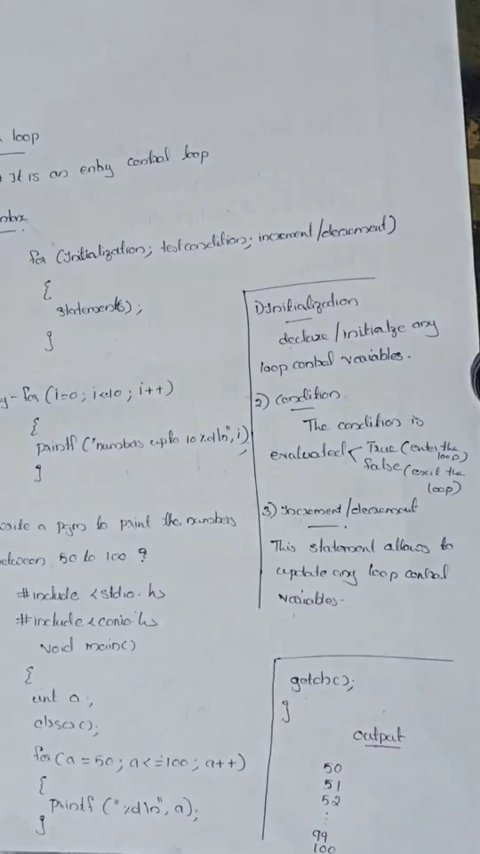 loop
It is an entry control loop
for (Initialization; test condition; increment/decrement)
{
statements);
}
for (i=0; i<10; i++)
{
printf ("numbers upto 10 %d\n", i);
}
write a pgrm to print the numbers
between 50 to 100 ?
#include <stdio.h>
#include <conio.h>
void main()
{
int a;
clrscr();
for (a = 50; a <= 100; a++)
{
printf ("%d\n", a);
}
1) Initialization
declare/initialize any
loop control variables.
2) condition
The condition is
evaluated < True (enter the loop)
false (exit the loop)
3) Increment/decrement
This statement allows to
update any loop control
variables.
getch();
}
output
50
51
52
:
99
100